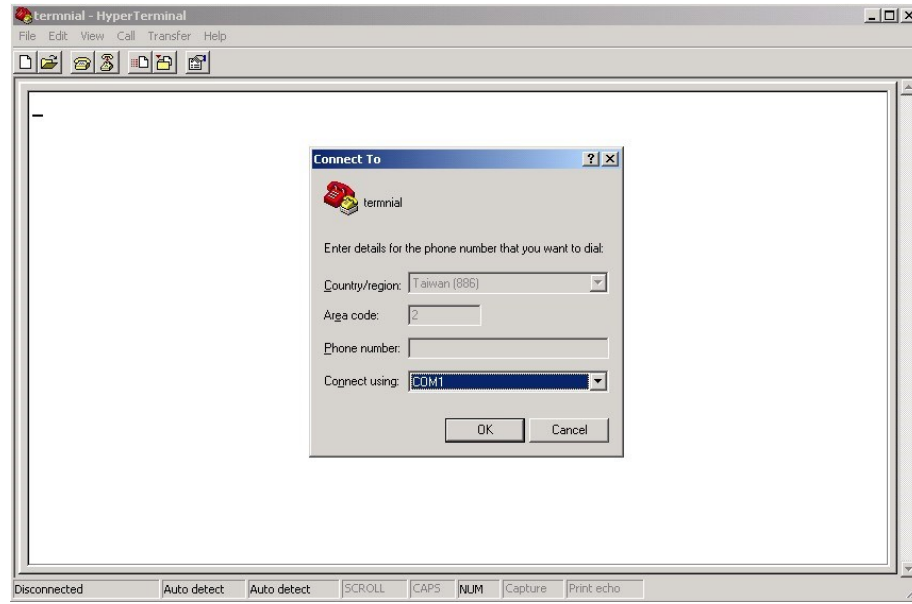 termnial - HyperTerminal
File Edit View Call Transfer Help
Connect To
termnial
Enter details for the phone number that you want to dial:
Country/region: Taiwan (886)
Area code: 2
Phone number:
Connect using: COM1
OK Cancel
Disconnected Auto detect Auto detect SCROLL CAPS NUM Capture Print echo